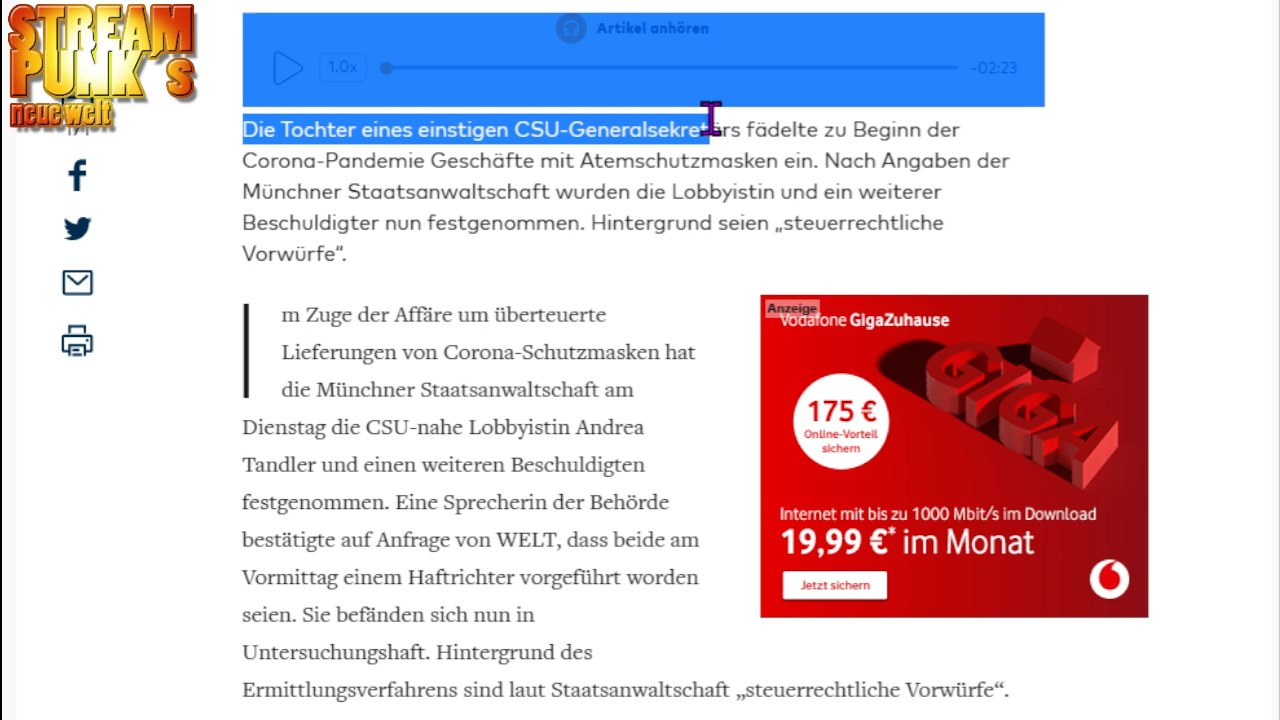 STREAM
PUNK´s
neue welt
Artikel anhören
1.0x
-02:23
Die Tochter eines einstigen CSU-Generalsekretärs fädelte zu Beginn der
Corona-Pandemie Geschäfte mit Atemschutzmasken ein. Nach Angaben der
Münchner Staatsanwaltschaft wurden die Lobbyistin und ein weiterer
Beschuldigter nun festgenommen. Hintergrund seien „steuerrechtliche
Vorwürfe“.
Im Zuge der Affäre um überteuerte
Lieferungen von Corona-Schutzmasken hat
die Münchner Staatsanwaltschaft am
Dienstag die CSU-nahe Lobbyistin Andrea
Tandler und einen weiteren Beschuldigten
festgenommen. Eine Sprecherin der Behörde
bestätigte auf Anfrage von WELT, dass beide am
Vormittag einem Haftrichter vorgeführt worden
seien. Sie befänden sich nun in
Untersuchungshaft. Hintergrund des
Ermittlungsverfahrens sind laut Staatsanwaltschaft „steuerrechtliche Vorwürfe“.
Anzeige
Vodafone GigaZuhause
GIGA
175 €
Online-Vorteil
sichern
Internet mit bis zu 1000 Mbit/s im Download
19,99 €* im Monat
Jetzt sichern